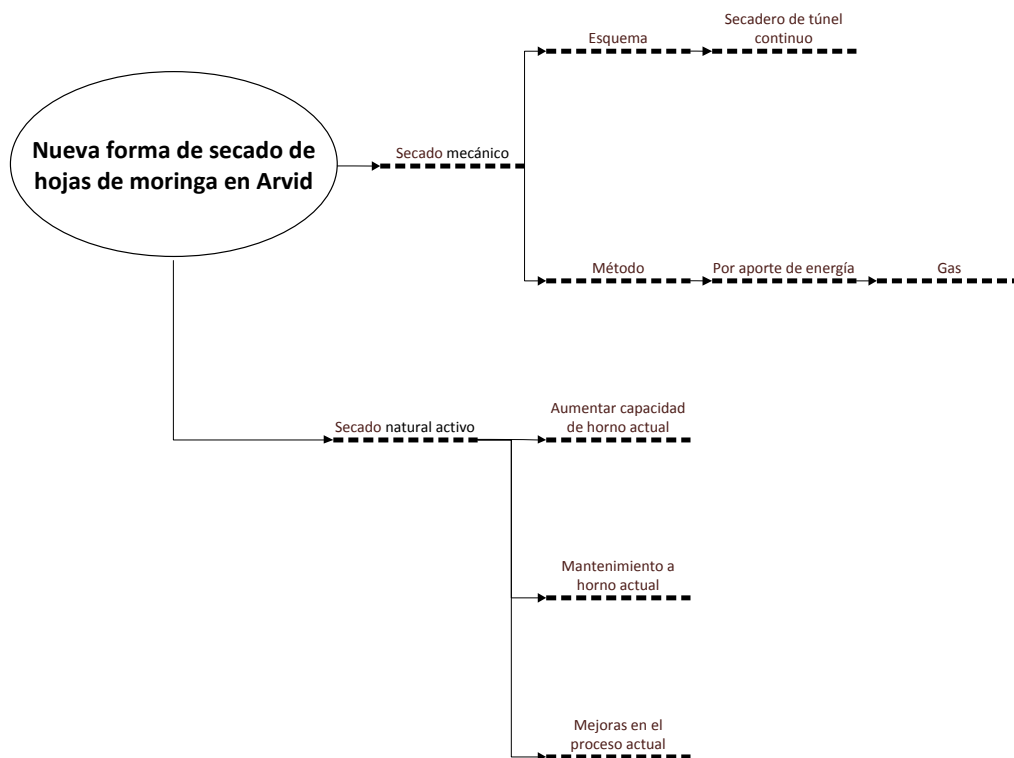 Esquema
Secadero de túnel
continuo
Nueva forma de secado de
hojas de moringa en Arvid
Secado mecánico
Método
Por aporte de energía
Gas
Secado natural activo
Aumentar capacidad
de horno actual
Mantenimiento a
horno actual
Mejoras en el
proceso actual